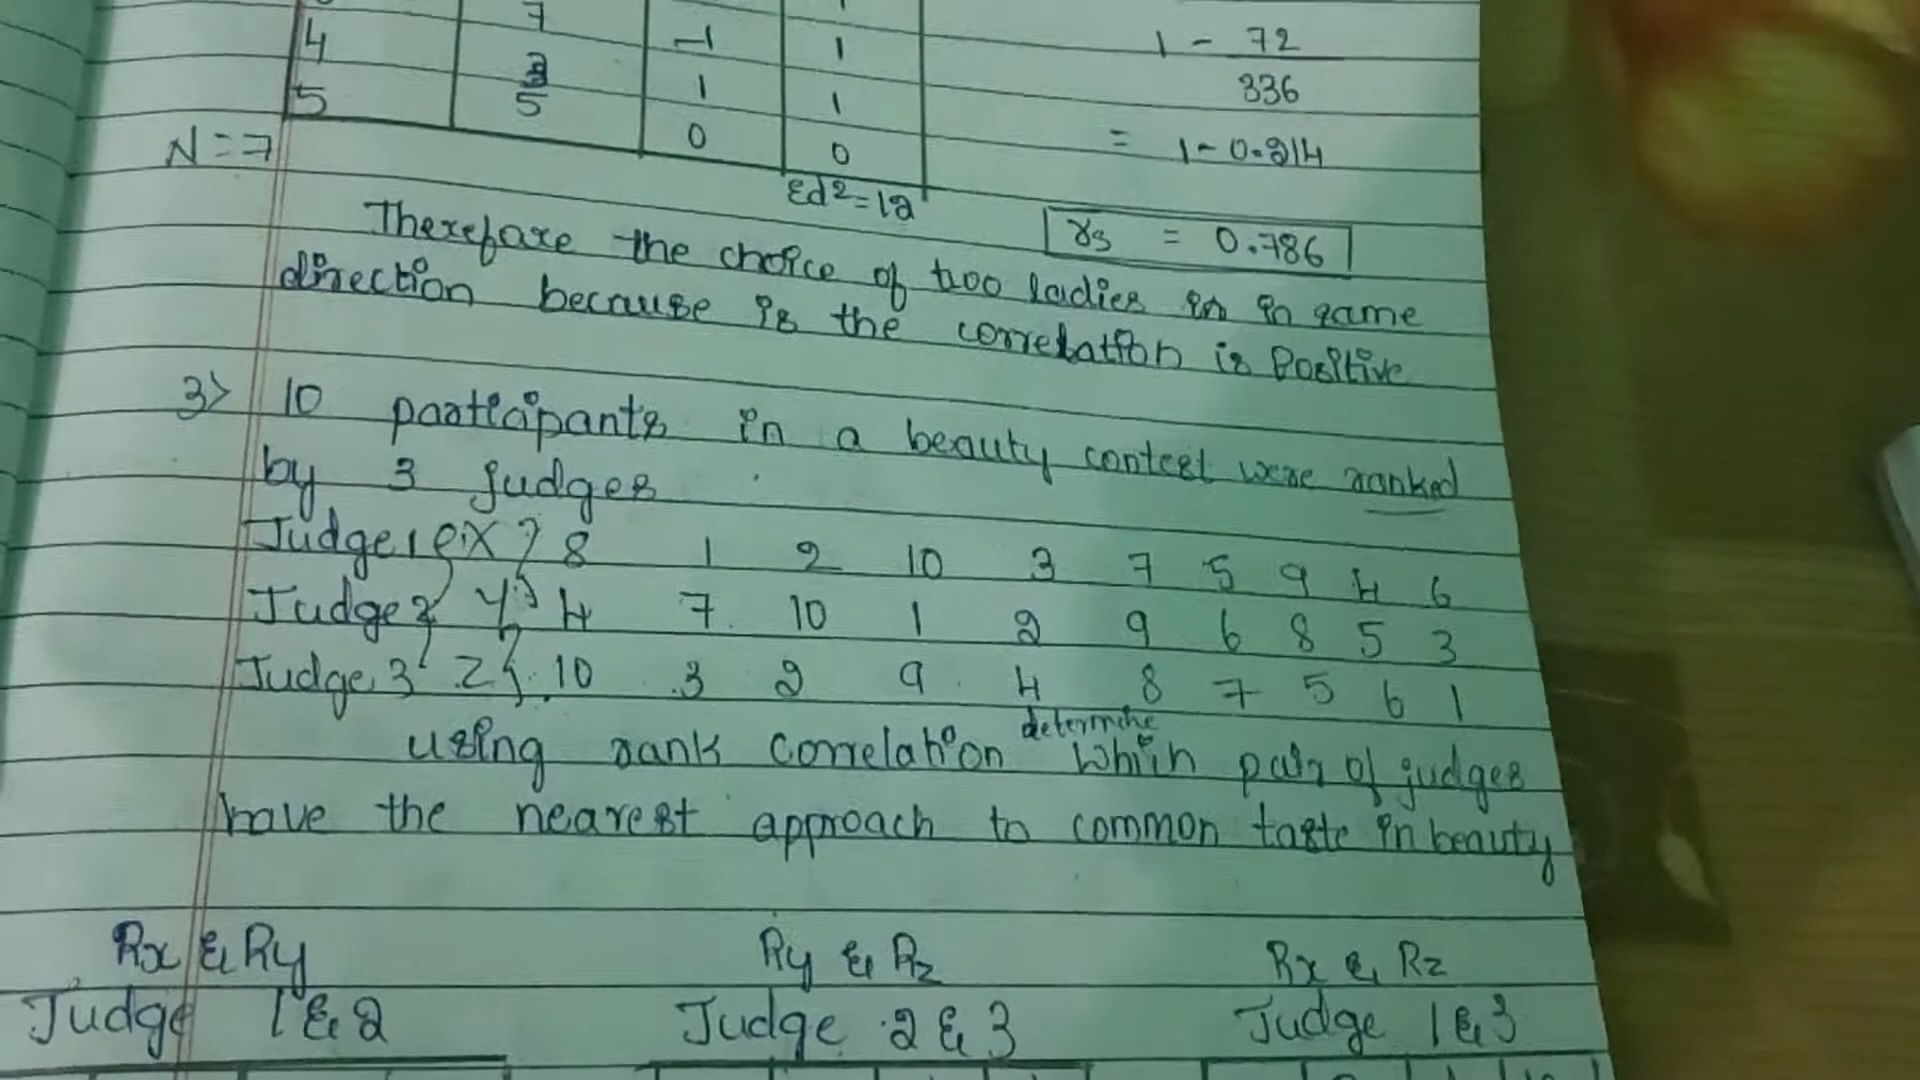 7
4 3 -1 1 1 - 72
5 5 1 1 336
N = 7 0 0 = 1 - 0.214
Σd² = 12
rs = 0.786
Therefore the choice of two ladies in in same
direction because is the correlation is Positive
3> 10 participants in a beauty contest were ranked
by 3 judges
Judge 1 X 8 1 2 10 3 7 5 9 4 6
Judge 2 Y 4 7 10 1 2 9 6 8 5 3
Judge 3 Z 10 3 2 9 4 8 7 5 6 1
using rank correlation determine which pair of judges
have the nearest approach to common taste in beauty
Rx & Ry Ry & Rz Rx & Rz
Judge 1 & 2 Judge 2 & 3 Judge 1 & 3